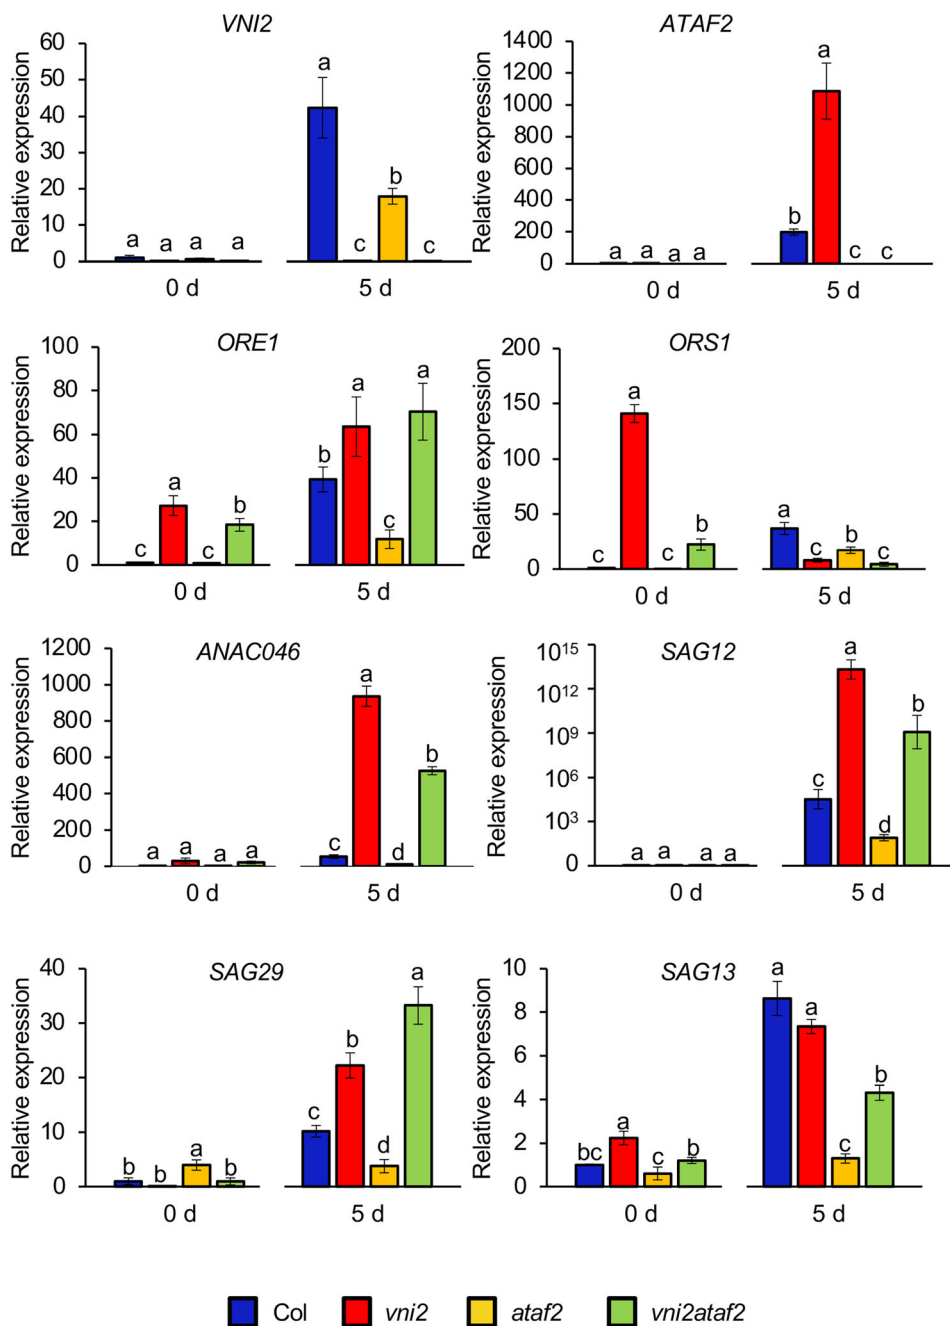 VNI2
Relative expression
60
50
40
30
20
10
0
a
a
a
a
a
c
b
c
0 d
5 d
ATAF2
Relative expression
1400
1200
1000
800
600
400
200
0
a
a
a
a
b
a
c
c
0 d
5 d
ORE1
Relative expression
100
80
60
40
20
0
c
a
c
b
b
a
c
a
0 d
5 d
ORS1
Relative expression
200
150
100
50
0
c
a
c
b
a
c
b
c
0 d
5 d
ANAC046
Relative expression
1200
1000
800
600
400
200
0
a
a
a
a
c
a
d
b
0 d
5 d
SAG12
Relative expression
10¹⁵
10¹²
10⁹
10⁶
10³
0
a
a
a
a
c
a
d
b
0 d
5 d
SAG29
Relative expression
40
30
20
10
0
b
b
a
b
c
b
d
a
0 d
5 d
SAG13
Relative expression
10
8
6
4
2
0
bc
a
c
b
a
a
c
b
0 d
5 d
Col vni2 ataf2 vni2ataf2